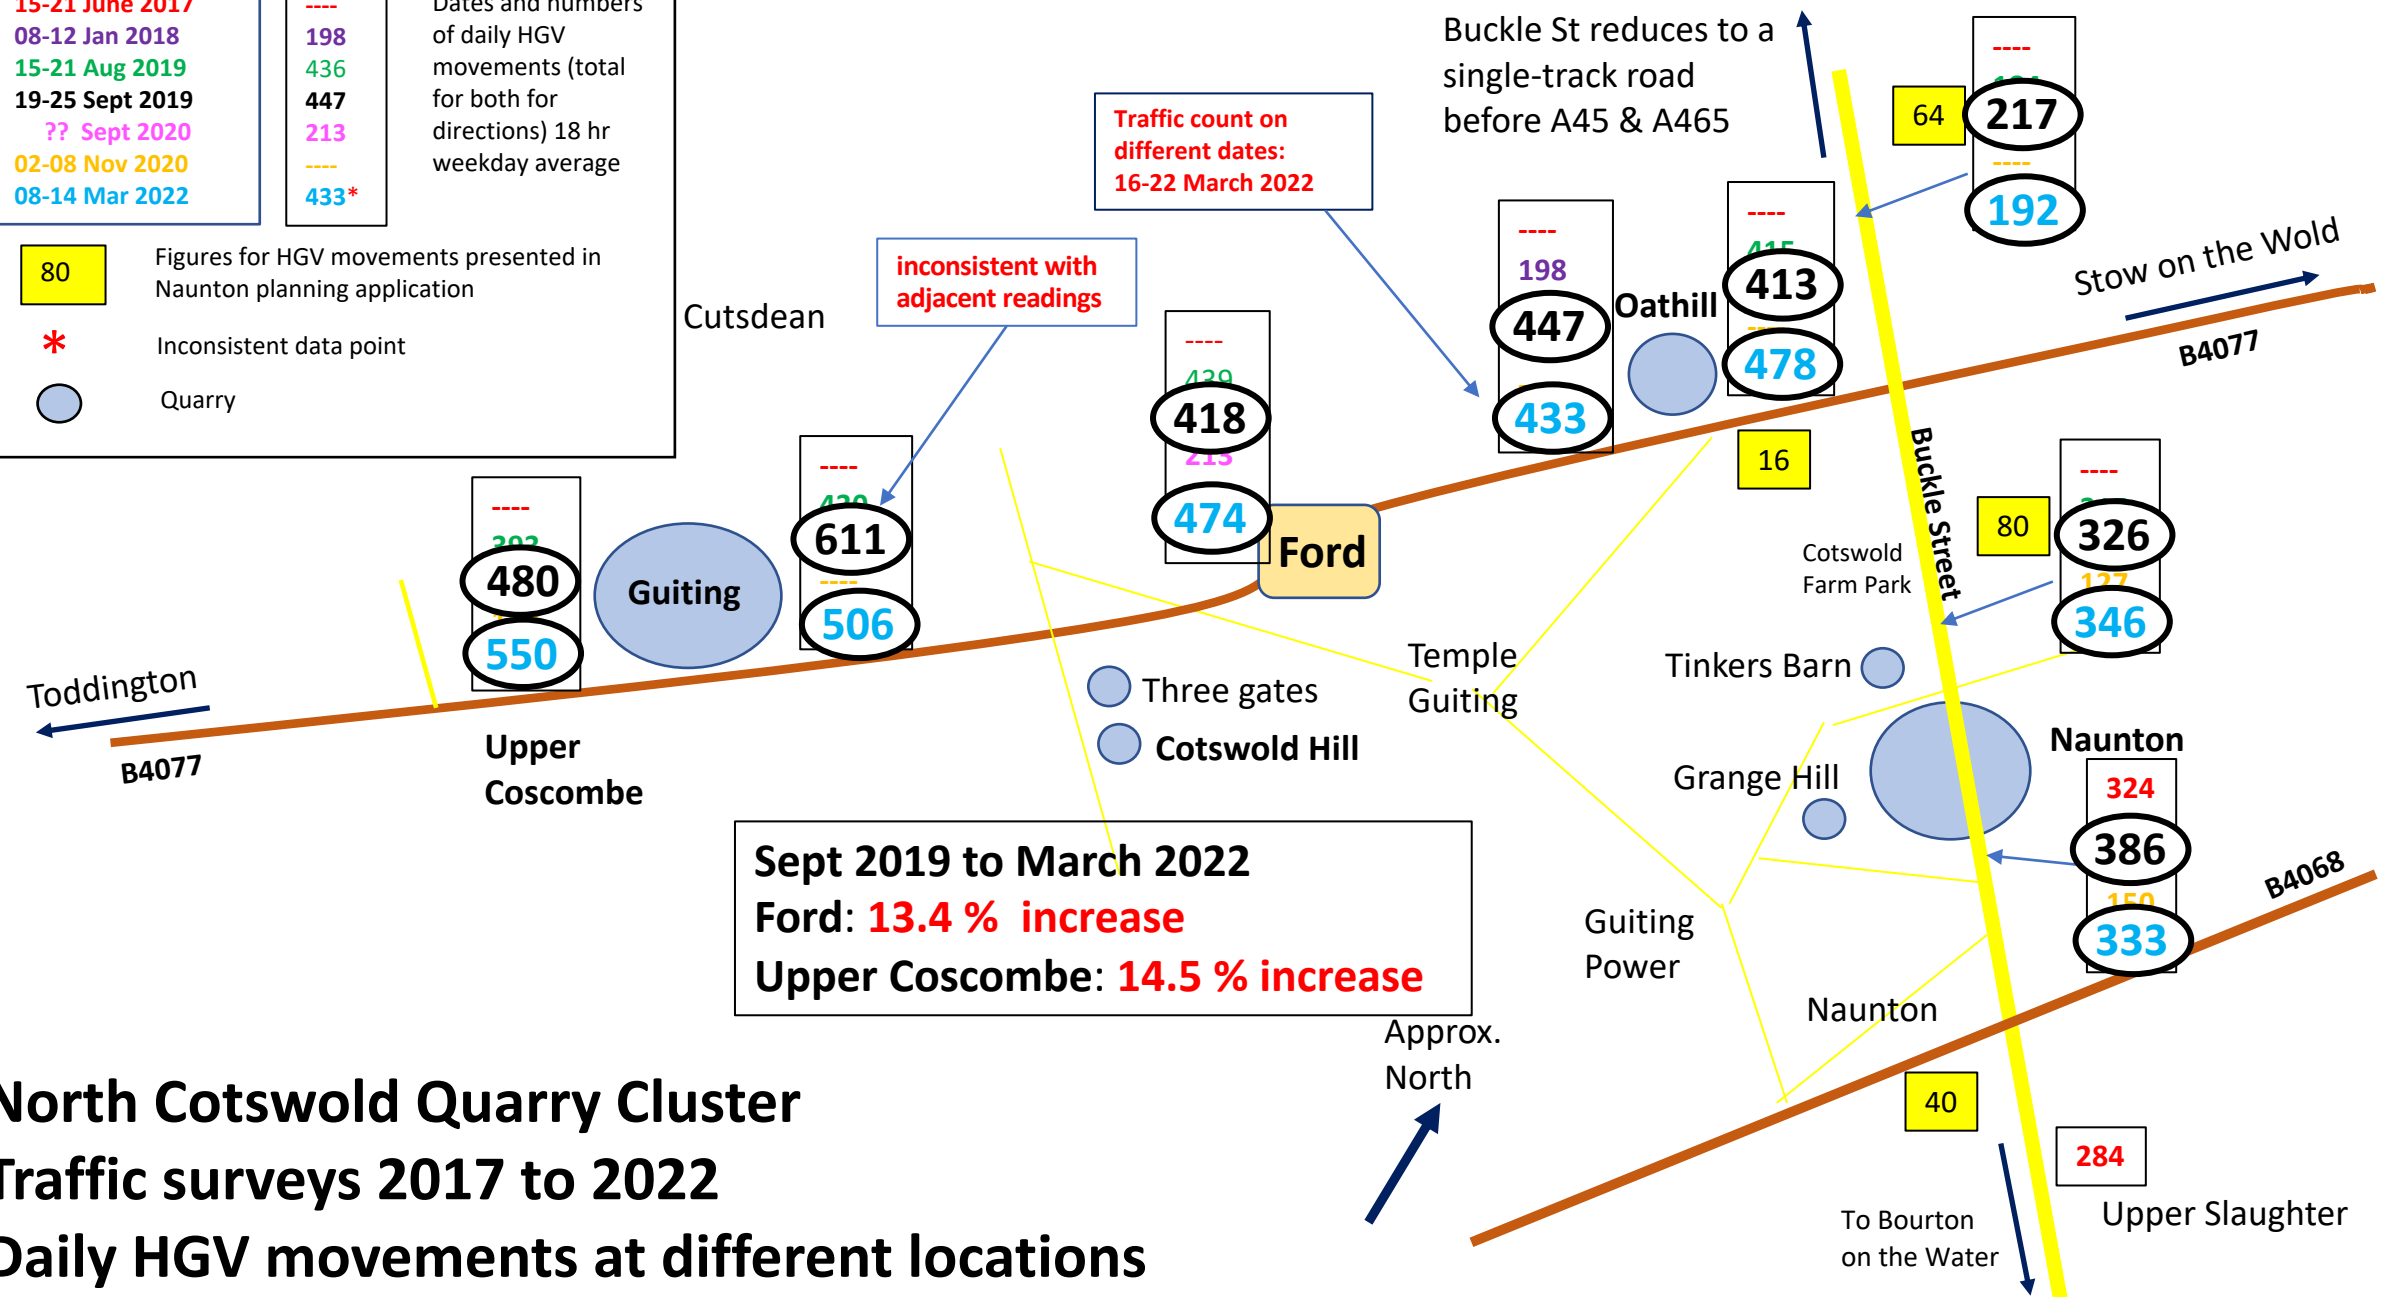 15-21 June 2017
08-12 Jan 2018
15-21 Aug 2019
19-25 Sept 2019
?? Sept 2020
02-08 Nov 2020
08-14 Mar 2022
----
198
436
447
213
----
433*
Dates and numbers
of daily HGV
movements (total
for both for
directions) 18 hr
weekday average
80
Figures for HGV movements presented in
Naunton planning application
*
Inconsistent data point
Quarry
Cutsdean
inconsistent with
adjacent readings
Traffic count on
different dates:
16-22 March 2022
Buckle St reduces to a
single-track road
before A45 & A465
64
----
217
----
192
----
198
447
433
Oathill
----
415
413
478
Stow on the Wold
B4077
16
----
439
418
213
474
Ford
----
611
----
506
----
480
550
Guiting
Toddington
B4077
Upper
Coscombe
Three gates
Cotswold Hill
Temple
Guiting
Buckle Street
Cotswold
Farm Park
80
----
326
127
346
Tinkers Barn
Grange Hill
Naunton
324
386
150
333
B4068
Guiting
Power
Naunton
Sept 2019 to March 2022
Ford: 13.4 % increase
Upper Coscombe: 14.5 % increase
Approx.
North
40
284
Upper Slaughter
To Bourton
on the Water
North Cotswold Quarry Cluster
Traffic surveys 2017 to 2022
Daily HGV movements at different locations